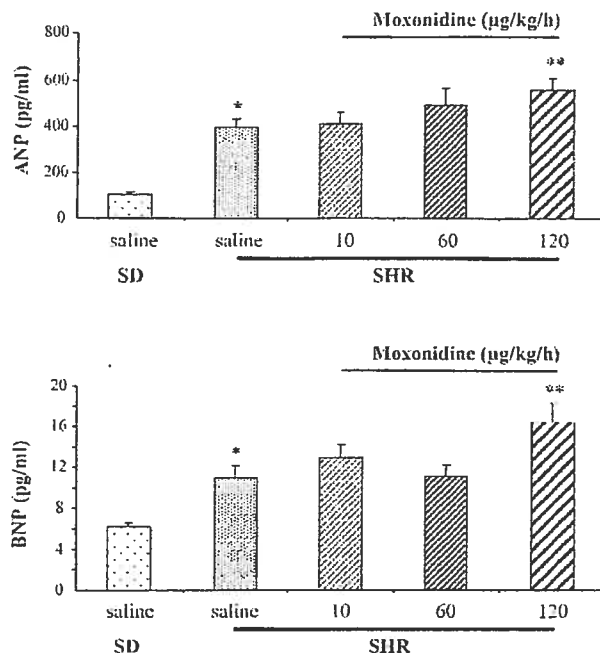 Moxonidine (µg/kg/h)
800
600
400
200
0
ANP (pg/ml)
*
**
saline saline 10 60 120
SD SHR
Moxonidine (µg/kg/h)
20
16
12
8
4
0
BNP (pg/ml)
*
**
saline saline 10 60 120
SD SHR